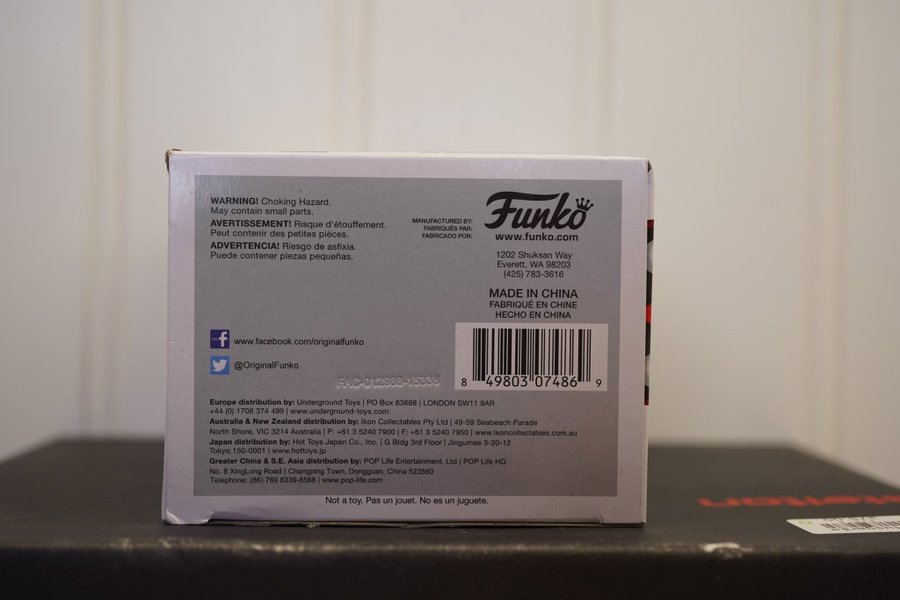 WARNING! Choking Hazard.
May contain small parts.
AVERTISSEMENT! Risque d'étouffement.
Peut contenir des petites pièces.
ADVERTENCIA! Riesgo de asfixia.
Puede contener piezas pequeñas.
MANUFACTURED BY:
FABRIQUÉS PAR:
FABRICADO POR:
Funko
www.funko.com
1202 Shuksan Way
Everett, WA 98203
(425) 783-3616
MADE IN CHINA
FABRIQUÉ EN CHINE
HECHO EN CHINA
www.facebook.com/originalFunko
@OriginalFunko
FAC-012988-15338
8 49803 07486 9
Europe distribution by: Underground Toys | PO Box 63668 | LONDON SW11 9AR
+44 (0) 1708 374 499 | www.underground-toys.com
Australia & New Zealand distribution by: Ikon Collectables Pty Ltd | 49-59 Seabeach Parade
North Shore, VIC 3214 Australia | P: +61 3 5240 7900 | F: +61 3 5240 7950 | www.ikoncollectables.com.au
Japan distribution by: Hot Toys Japan Co., Inc. | G Bldg 3rd Floor | Jingumae 3-30-12
Tokyo 150-0001 | www.hottoys.jp
Greater China & S.E. Asia distribution by: POP Life Entertainment, Ltd | POP Life HQ
No. 8 XingLong Road | Changping Town, Dongguan, China 523560
Telephone: (86) 769 8339-8588 | www.pop-life.com
Not a toy. Pas un jouet. No es un juguete.